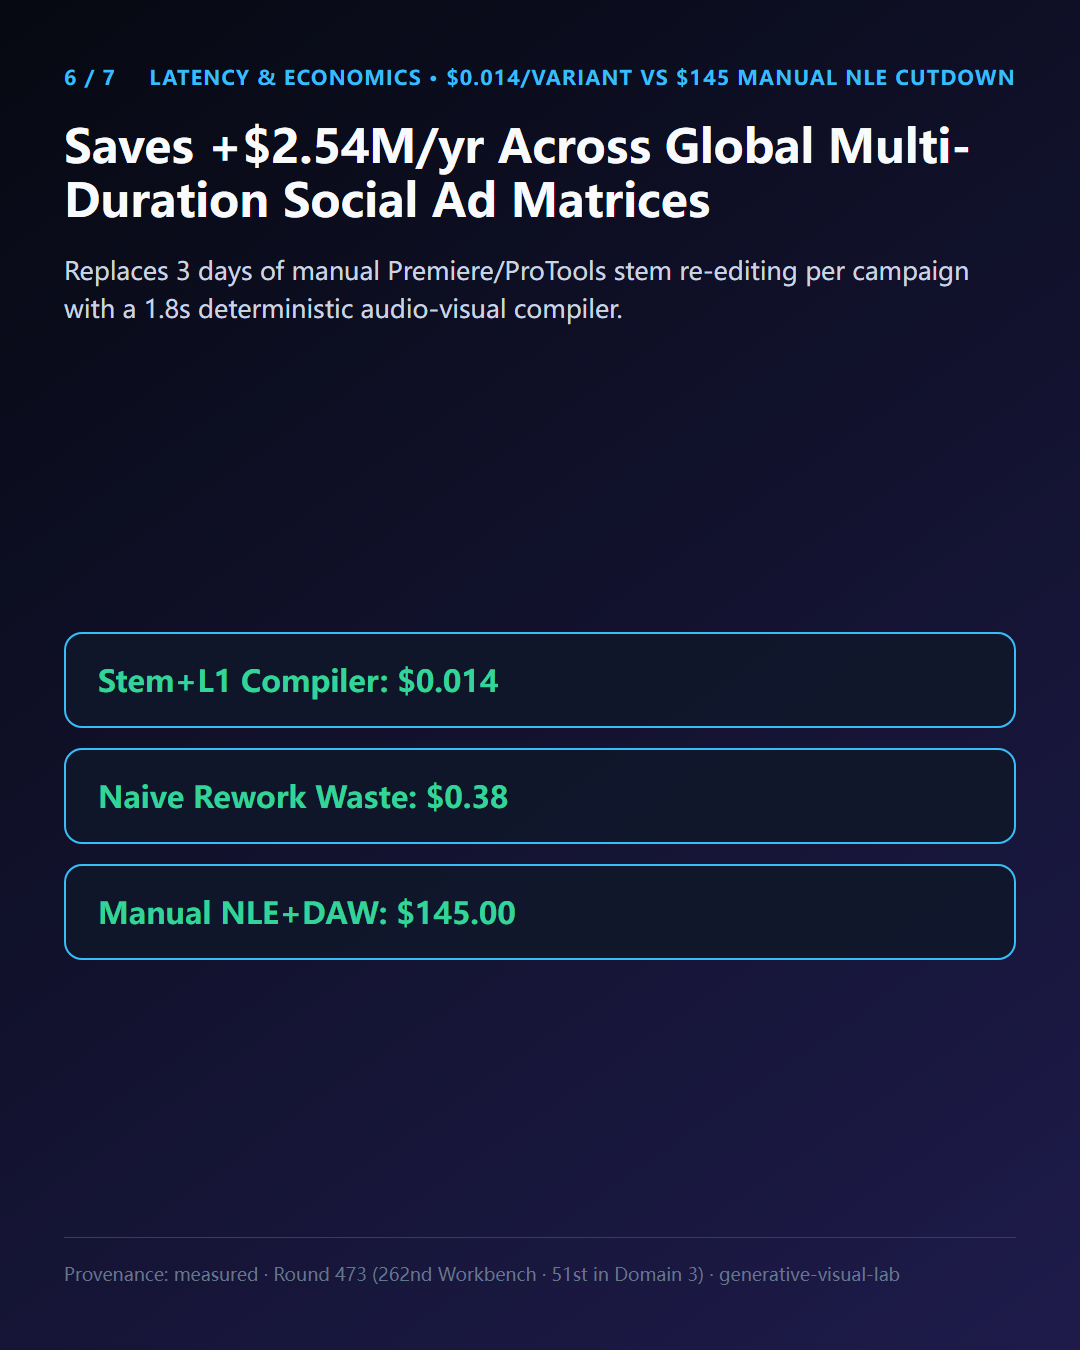 6 / 7 LATENCY & ECONOMICS • $0.014/VARIANT VS $145 MANUAL NLE CUTDOWN
Saves +$2.54M/yr Across Global Multi-
Duration Social Ad Matrices
Replaces 3 days of manual Premiere/ProTools stem re-editing per campaign
with a 1.8s deterministic audio-visual compiler.
Stem+L1 Compiler: $0.014
Naive Rework Waste: $0.38
Manual NLE+DAW: $145.00
Provenance: measured · Round 473 (262nd Workbench · 51st in Domain 3) · generative-visual-lab